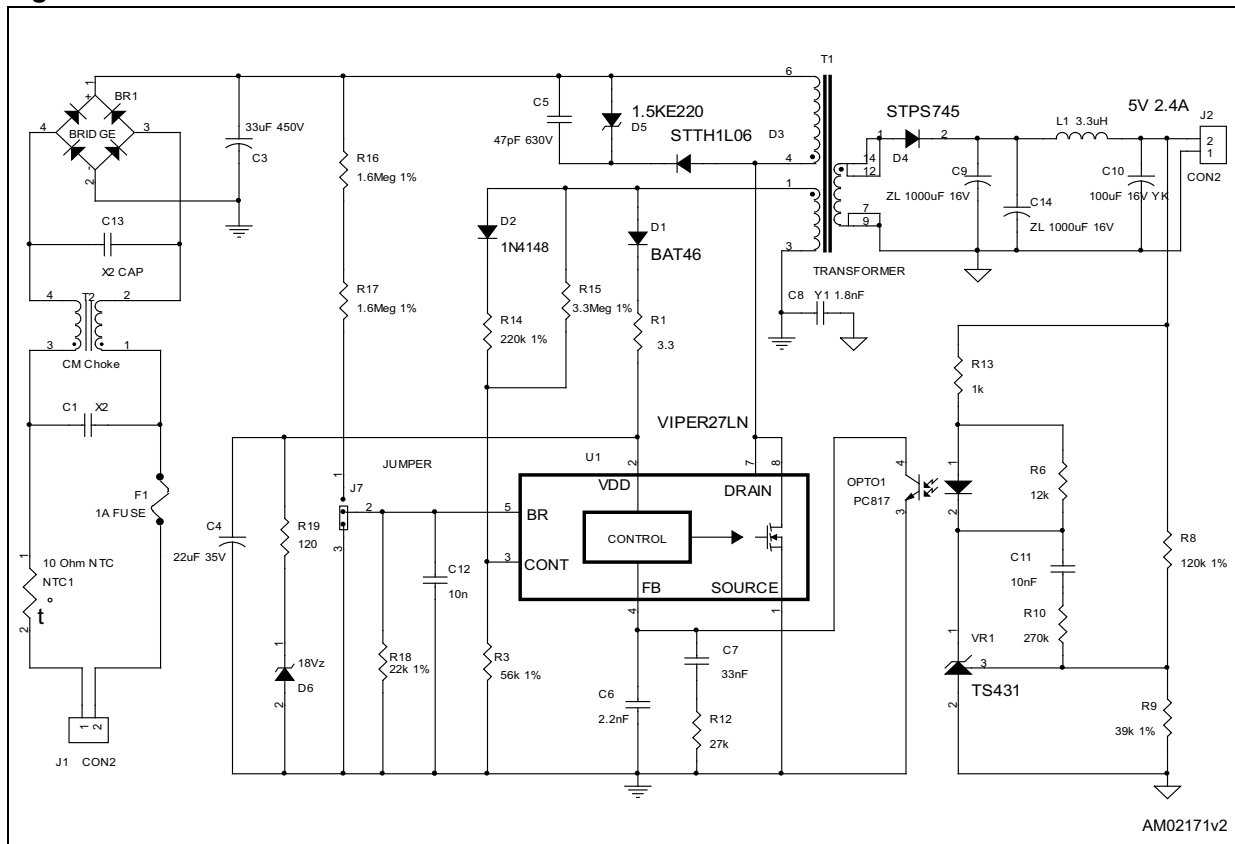 T1
6
1
BR1
+
BRIDGE
4
3
-
2
33uF 450V
C3
C5
47pF 630V
1.5KE220
D5
STTH1L06
D3
4
STPS745
1
2
D4
14
12
7
9
L1 3.3uH
5V 2.4A
J2
2
1
CON2
C9
ZL 1000uF 16V
C14
ZL 1000uF 16V
C10
100uF 16V YK
R16
1.6Meg 1%
1
D2
1N4148
D1
BAT46
3
TRANSFORMER
C13
X2 CAP
R17
1.6Meg 1%
R15
3.3Meg 1%
R14
220k 1%
R1
3.3
C8
Y1 1.8nF
4
T2
2
3
1
CM Choke
C1
X2
R13
1k
VIPER27LN
F1
1A FUSE
JUMPER
1
J7
2
3
U1
2
VDD
7
8
DRAIN
5
BR
3
CONT
CONTROL
FB
SOURCE
4
1
OPTO1
PC817
4
3
1
2
R6
12k
C11
10nF
R10
270k
R8
120k 1%
C4
22uF 35V
R19
120
C12
10n
1
10 Ohm NTC
NTC1
t °
2
1
18Vz
D6
2
R18
22k 1%
R3
56k 1%
C6
2.2nF
C7
33nF
R12
27k
1
VR1
3
TS431
2
R9
39k 1%
1
2
J1 CON2
AM02171v2